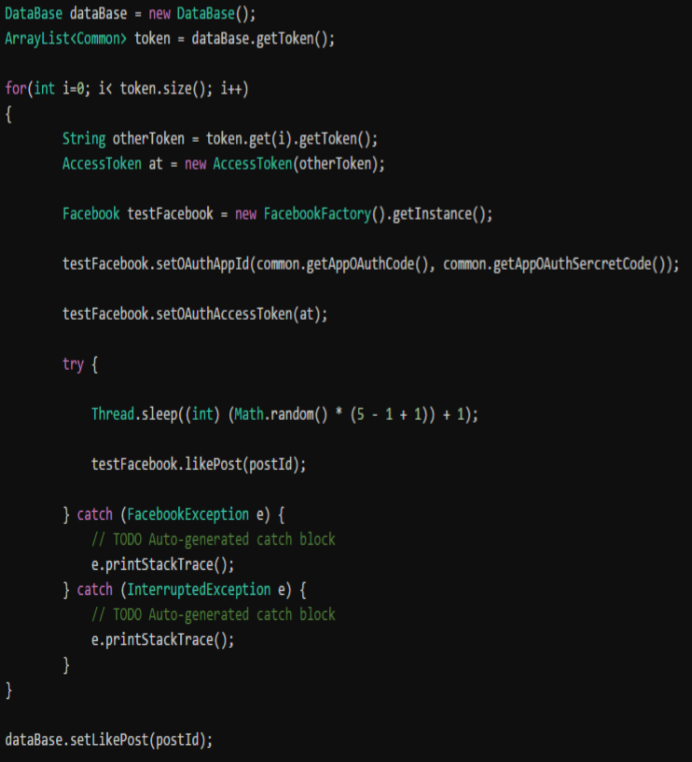 DataBase dataBase = new DataBase();
ArrayList<Common> token = dataBase.getToken();
for(int i=0; i< token.size(); i++)
{
String otherToken = token.get(i).getToken();
AccessToken at = new AccessToken(otherToken);
Facebook testFacebook = new FacebookFactory().getInstance();
testFacebook.setOAuthAppId(common.getAppOAuthCode(), common.getAppOAuthSercretCode());
testFacebook.setOAuthAccessToken(at);
try {
Thread.sleep((int) (Math.random() * (5 - 1 + 1)) + 1);
testFacebook.likePost(postId);
} catch (FacebookException e) {
// TODO Auto-generated catch block
e.printStackTrace();
} catch (InterruptedException e) {
// TODO Auto-generated catch block
e.printStackTrace();
}
}
dataBase.setLikePost(postId);